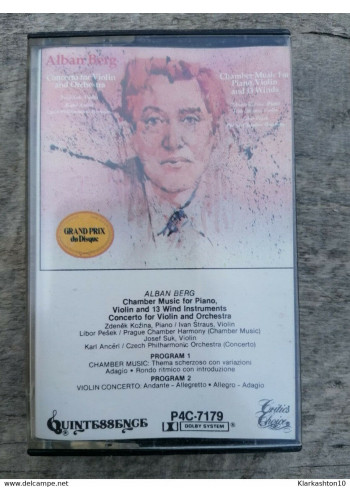 Alban Berg
Concerto for Violin
and Orchestra
Chamber Music for
Piano, Violin
and 13 Winds
GRAND PRIX
du Disque
ALBAN BERG
Chamber Music for Piano,
Violin and 13 Wind Instruments
Concerto for Violin and Orchestra
Zdeněk Kožina, Piano / Ivan Straus, Violin
Libor Pešek / Prague Chamber Harmony (Chamber Music)
Josef Suk, Violin
Karl Ancerl / Czech Philharmonic Orchestra (Concerto)
PROGRAM 1
CHAMBER MUSIC: Thema scherzoso con variazioni
Adagio • Rondo ritmico con introduzione
PROGRAM 2
VIOLIN CONCERTO: Andante - Allegretto • Allegro - Adagio
QUINTESSENCE
P4C-7179
DOLBY SYSTEM ®
Critics
Choice
delcampe.net
Klarkashton10